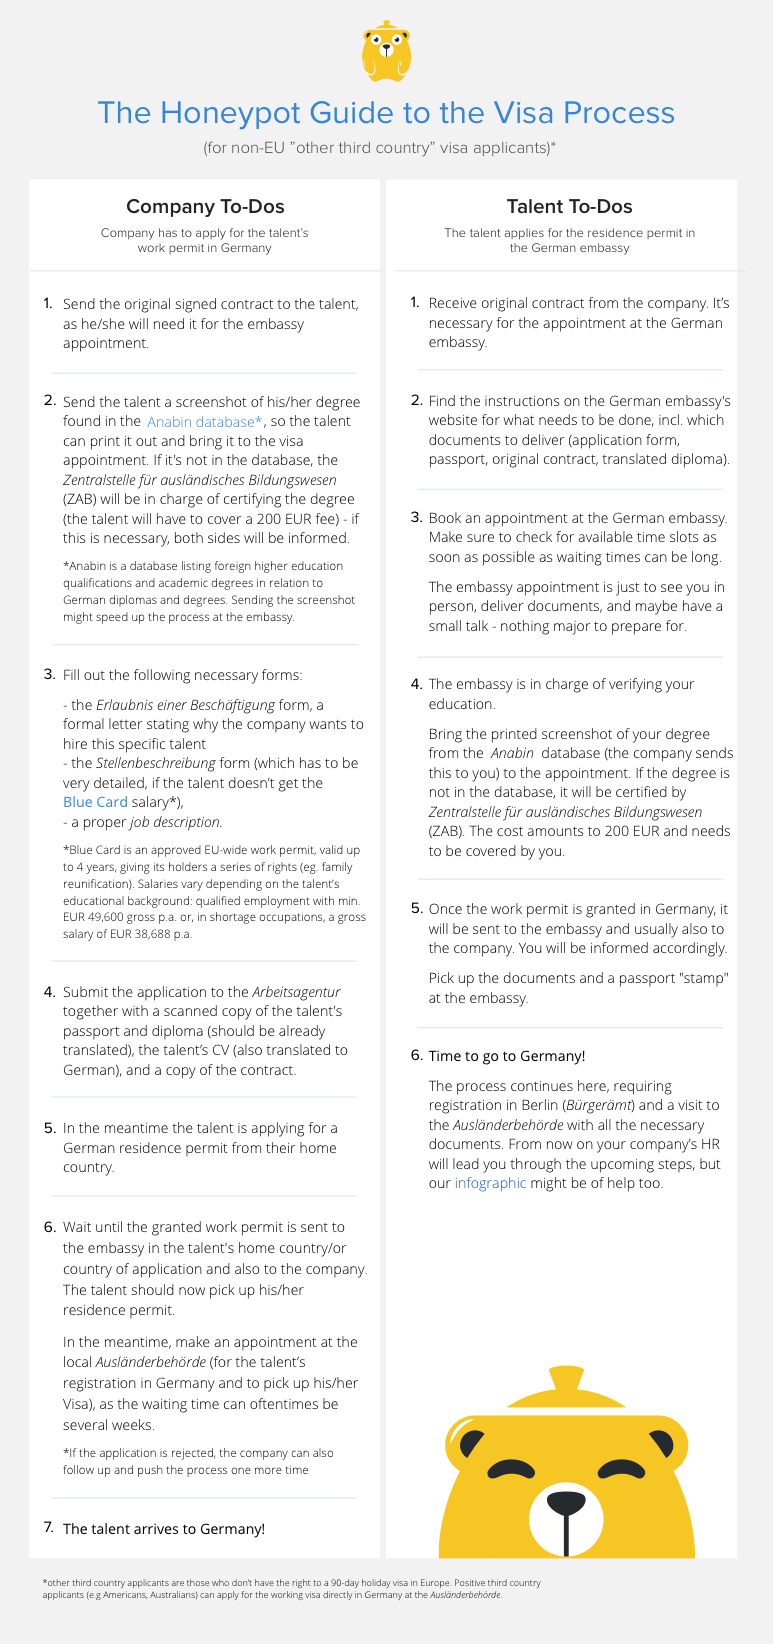 The Honeypot Guide to the Visa Process
(for non-EU ”other third country” visa applicants)*
Company To-Dos
Company has to apply for the talent’s
work permit in Germany
1. Send the original signed contract to the talent,
as he/she will need it for the embassy
appointment.
2. Send the talent a screenshot of his/her degree
found in the Anabin database*, so the talent
can print it out and bring it to the visa
appointment. If it's not in the database, the
Zentralstelle für ausländisches Bildungswesen
(ZAB) will be in charge of certifying the degree
(the talent will have to cover a 200 EUR fee) - if
this is necessary, both sides will be informed.
*Anabin is a database listing foreign higher education
qualifications and academic degrees in relation to
German diplomas and degrees. Sending the screenshot
might speed up the process at the embassy.
3. Fill out the following necessary forms:
- the Erlaubnis einer Beschäftigung form, a
formal letter stating why the company wants to
hire this specific talent
- the Stellenbeschreibung form (which has to be
very detailed, if the talent doesn’t get the
Blue Card salary*),
- a proper job description.
*Blue Card is an approved EU-wide work permit, valid up
to 4 years, giving its holders a series of rights (eg. family
reunification). Salaries vary depending on the talent’s
educational background: qualified employment with min.
EUR 49,600 gross p.a. or, in shortage occupations, a gross
salary of EUR 38,688 p.a.
4. Submit the application to the Arbeitsagentur
together with a scanned copy of the talent's
passport and diploma (should be already
translated), the talent’s CV (also translated to
German), and a copy of the contract.
5. In the meantime the talent is applying for a
German residence permit from their home
country.
6. Wait until the granted work permit is sent to
the embassy in the talent's home country/or
country of application and also to the company.
The talent should now pick up his/her
residence permit.
In the meantime, make an appointment at the
local Ausländerbehörde (for the talent’s
registration in Germany and to pick up his/her
Visa), as the waiting time can oftentimes be
several weeks.
*If the application is rejected, the company can also
follow up and push the process one more time
7. The talent arrives to Germany!
Talent To-Dos
The talent applies for the residence permit in
the German embassy
1. Receive original contract from the company. It’s
necessary for the appointment at the German
embassy.
2. Find the instructions on the German embassy's
website for what needs to be done, incl. which
documents to deliver (application form,
passport, original contract, translated diploma).
3. Book an appointment at the German embassy.
Make sure to check for available time slots as
soon as possible as waiting times can be long.
The embassy appointment is just to see you in
person, deliver documents, and maybe have a
small talk - nothing major to prepare for.
4. The embassy is in charge of verifying your
education.
Bring the printed screenshot of your degree
from the Anabin database (the company sends
this to you) to the appointment. If the degree is
not in the database, it will be certified by
Zentralstelle für ausländisches Bildungswesen
(ZAB). The cost amounts to 200 EUR and needs
to be covered by you.
5. Once the work permit is granted in Germany, it
will be sent to the embassy and usually also to
the company. You will be informed accordingly.
Pick up the documents and a passport "stamp"
at the embassy.
6. Time to go to Germany!
The process continues here, requiring
registration in Berlin (Bürgerämt) and a visit to
the Ausländerbehörde with all the necessary
documents. From now on your company’s HR
will lead you through the upcoming steps, but
our infographic might be of help too.
*other third country applicants are those who don't have the right to a 90-day holiday visa in Europe. Positive third country
applicants (e.g Americans, Australians) can apply for the working visa directly in Germany at the Ausländerbehörde.